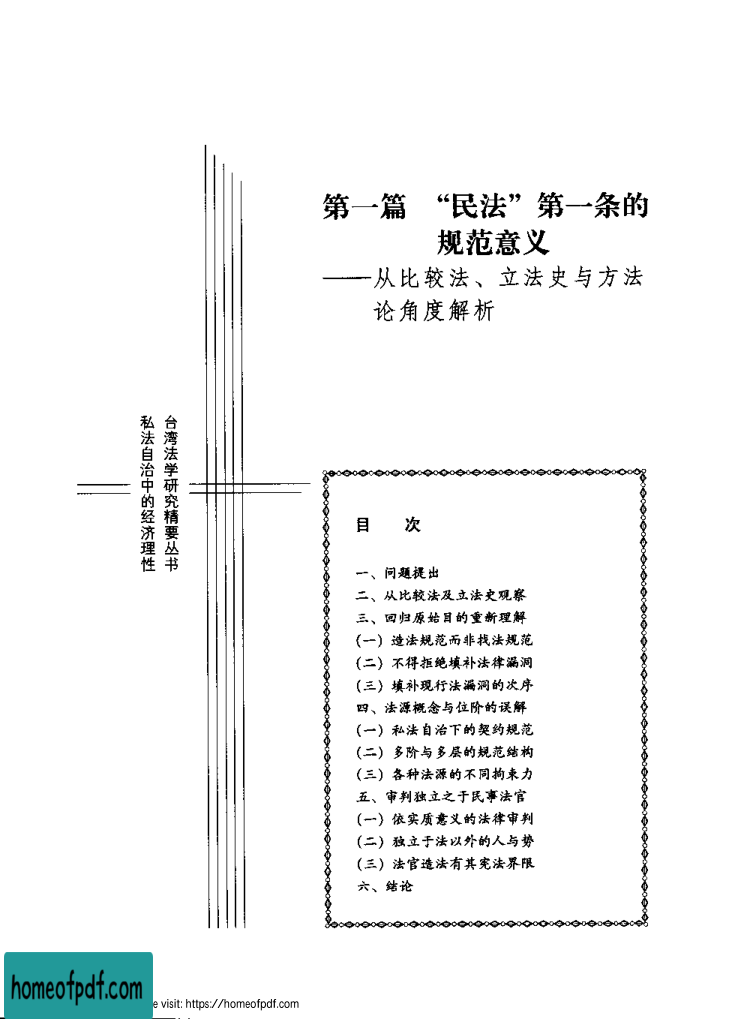 第一篇 “民法”第一条的
规范意义
——从比较法、立法史与方法
论角度解析
台湾法学研究精要丛书
私法自治中的经济理性
目 次
一、问题提出
二、从比较法及立法史观察
三、回归原始目的重新理解
(一) 造法规范而非找法规范
(二) 不得拒绝填补法律漏洞
(三) 填补现行法漏洞的次序
四、法源概念与位阶的误解
(一) 私法自治下的契约规范
(二) 多阶与多层的规范结构
(三) 各种法源的不同拘束力
五、审判独立之于民事法官
(一) 依实质意义的法律审判
(二) 独立于法以外的人与势
(三) 法官造法有其宪法界限
六、结论
homeofpdf.com
e visit: https://homeofpdf.com